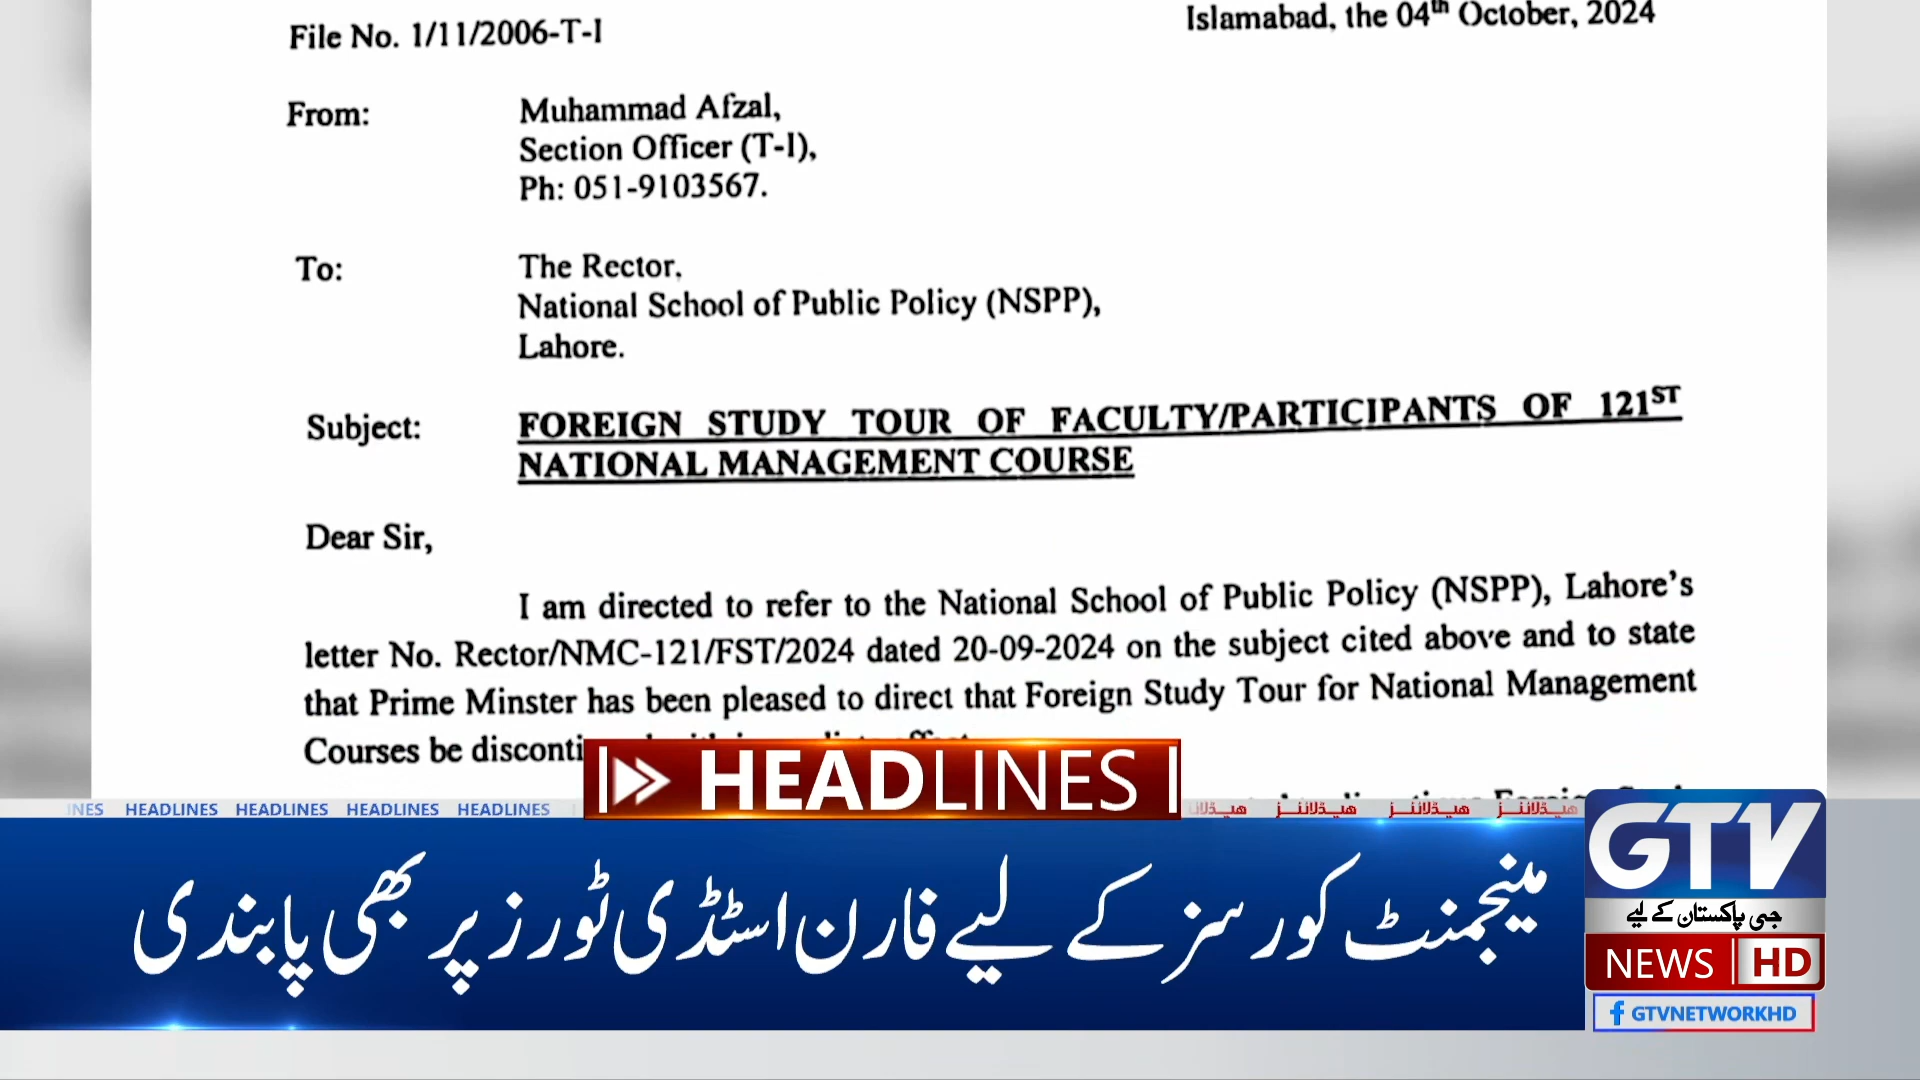 File No. 1/11/2006-T-I
Islamabad, the 04th October, 2024
From:
Muhammad Afzal,
Section Officer (T-I),
Ph: 051-9103567.
To:
The Rector,
National School of Public Policy (NSPP),
Lahore.
Subject:
FOREIGN STUDY TOUR OF FACULTY/PARTICIPANTS OF 121ST
NATIONAL MANAGEMENT COURSE
Dear Sir,
I am directed to refer to the National School of Public Policy (NSPP), Lahore's
letter No. Rector/NMC-121/FST/2024 dated 20-09-2024 on the subject cited above and to state
that Prime Minster has been pleased to direct that Foreign Study Tour for National Management
Courses be
HEADLINES
HEADLINES HEADLINES HEADLINES HEADLINES
ھیڈلائنز ھیڈلائنز ھیڈلائنز
مینجمنٹ کورسز کے لیے فارن اسٹڈی ٹورز پر بھی پابندی
GTV
جی پاکستان کے لیے
NEWS HD
GTVNETWORKHD